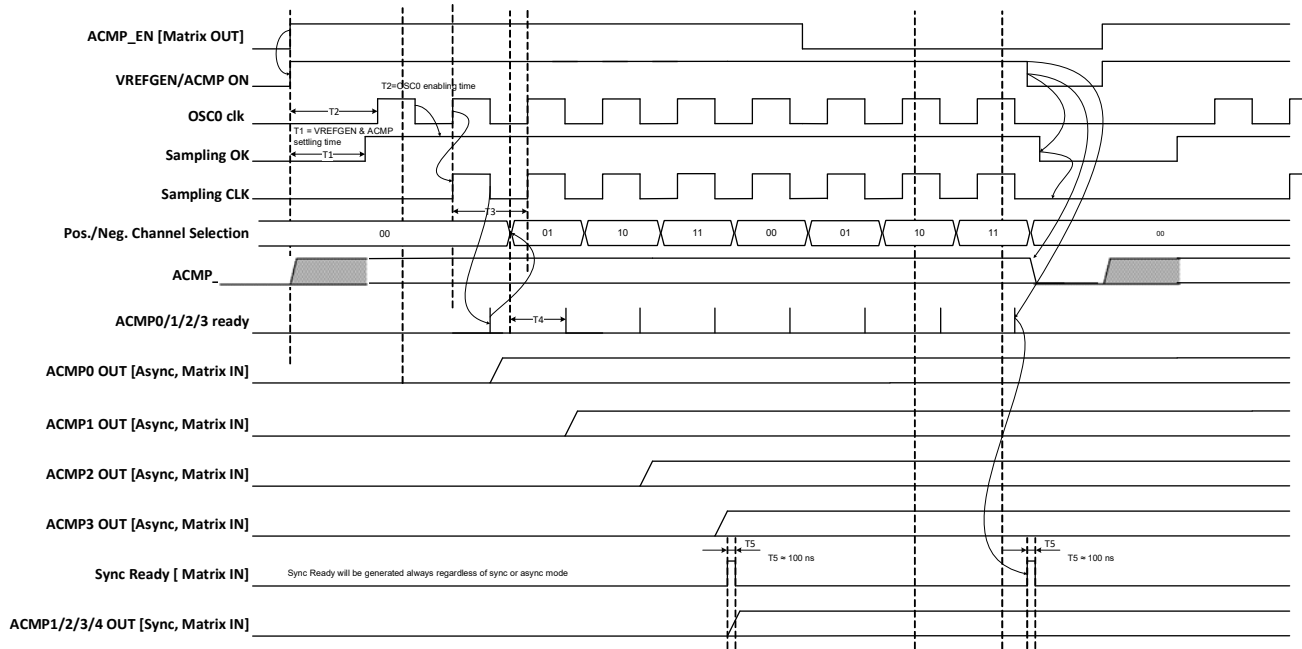 ACMP_EN [Matrix OUT]
VREFGEN/ACMP ON
T2=OSC0 enabling time
T2
OSC0 clk
T1 = VREFGEN & ACMP
settling time
T1
Sampling OK
Sampling CLK
T3
Pos./Neg. Channel Selection
00 01 10 11 00 01 10 11 00
ACMP_
ACMP0/1/2/3 ready
T4
ACMP0 OUT [Async, Matrix IN]
ACMP1 OUT [Async, Matrix IN]
ACMP2 OUT [Async, Matrix IN]
ACMP3 OUT [Async, Matrix IN]
T5 T5
T5 ≈ 100 ns T5 ≈ 100 ns
Sync Ready [ Matrix IN]
Sync Ready will be generated always regardless of sync or async mode
ACMP1/2/3/4 OUT [Sync, Matrix IN]